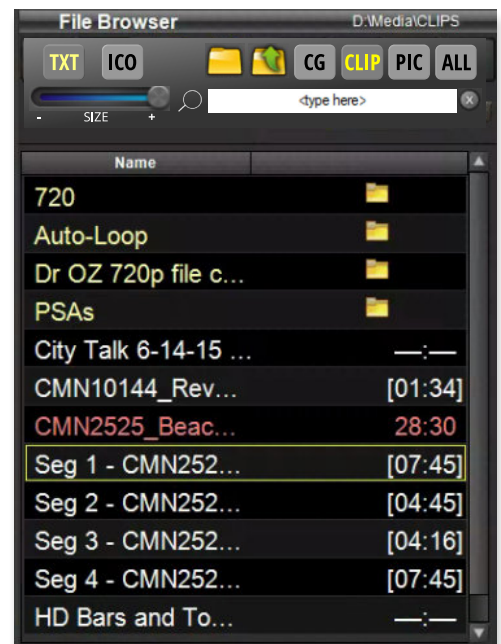 File Browser D:\Media\CLIPS
TXT ICO CG CLIP PIC ALL
- SIZE + <type here>
Name
720
Auto-Loop
Dr OZ 720p file c...
PSAs
City Talk 6-14-15 ... —:—
CMN10144_Rev... [01:34]
CMN2525_Beac... 28:30
Seg 1 - CMN252... [07:45]
Seg 2 - CMN252... [04:45]
Seg 3 - CMN252... [04:16]
Seg 4 - CMN252... [07:45]
HD Bars and To... —:—